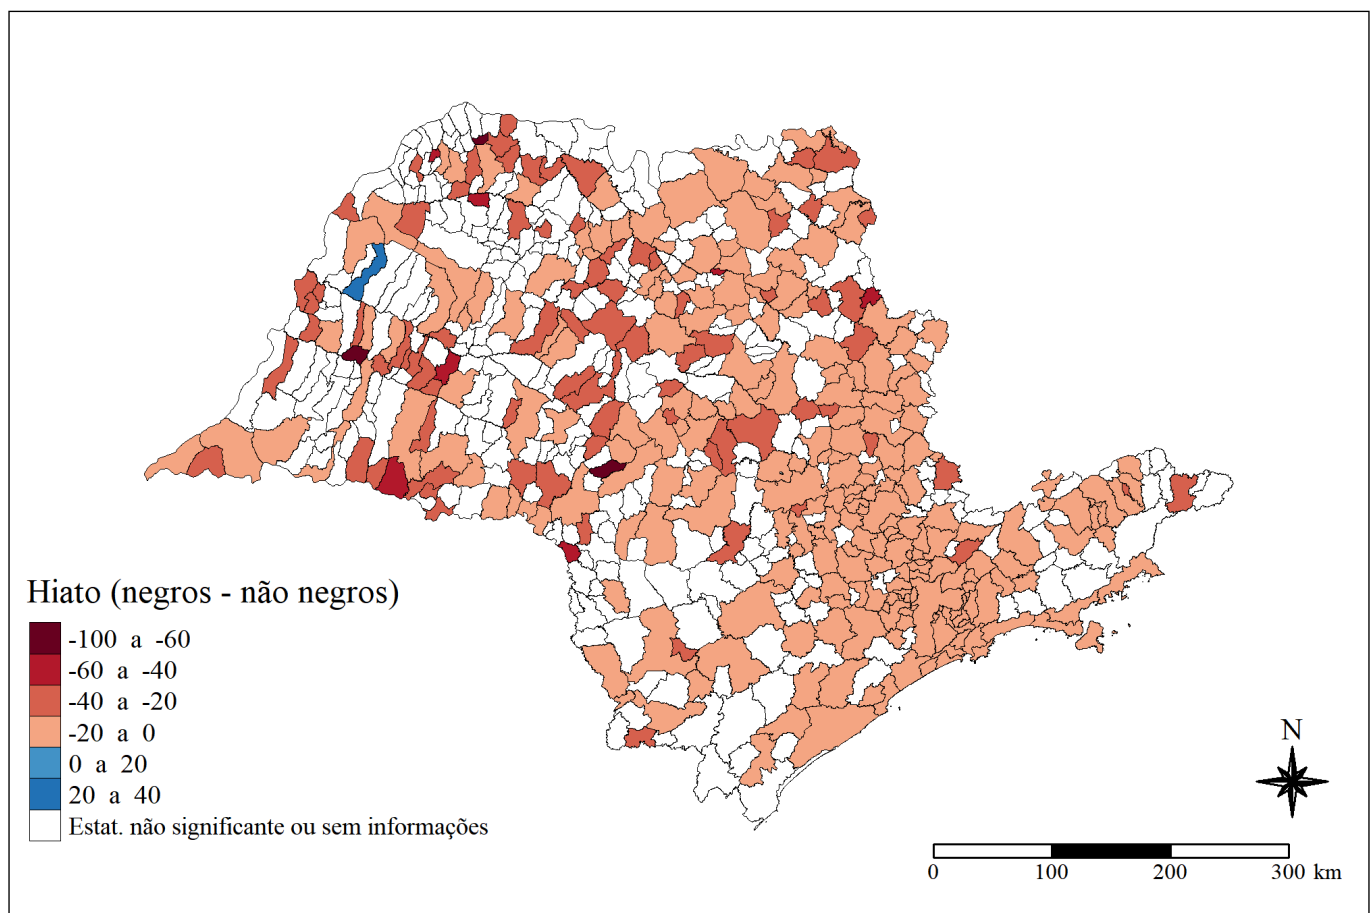 Hiato (negros - não negros)
-100 a -60
-60 a -40
-40 a -20
-20 a 0
0 a 20
20 a 40
Estat. não significante ou sem informações
N
0 100 200 300 km